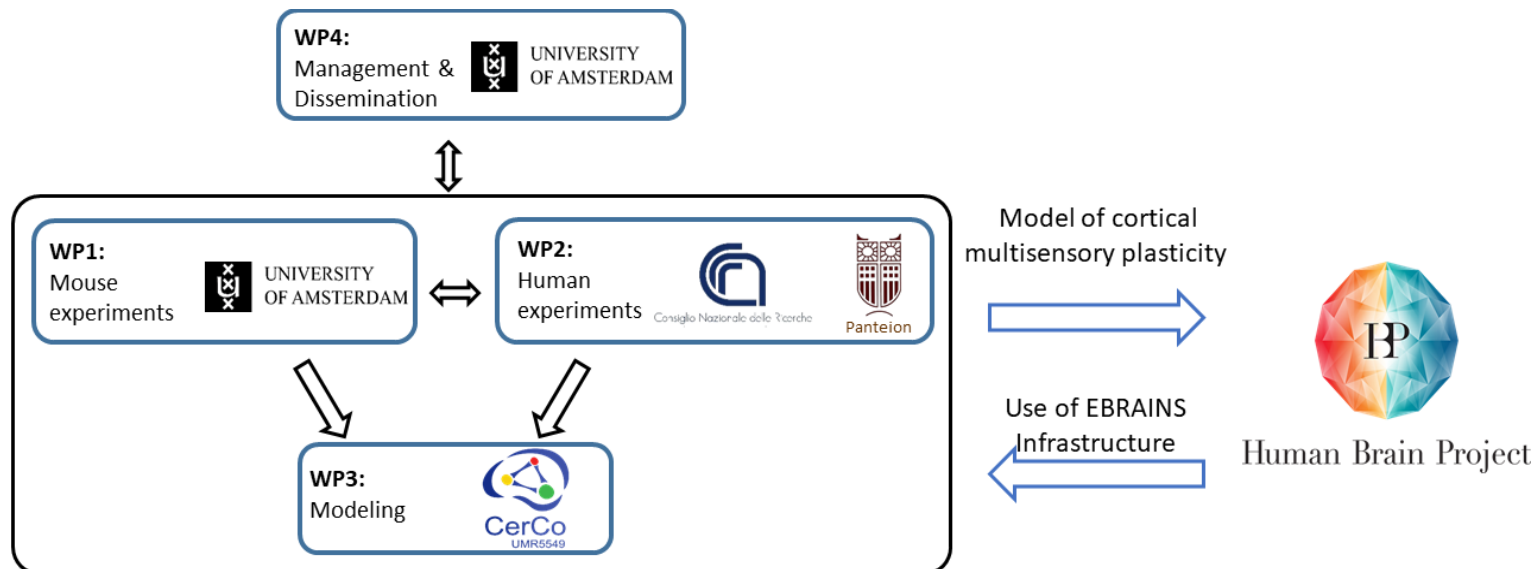 WP4:
Management &
Dissemination
UNIVERSITY
OF AMSTERDAM
WP1:
Mouse
experiments
UNIVERSITY
OF AMSTERDAM
WP2:
Human
experiments
Consiglio Nazionale delle Ricerche
Panteion
WP3:
Modeling
CerCo
UMR5549
Model of cortical
multisensory plasticity
Use of EBRAINS
Infrastructure
HBP
Human Brain Project